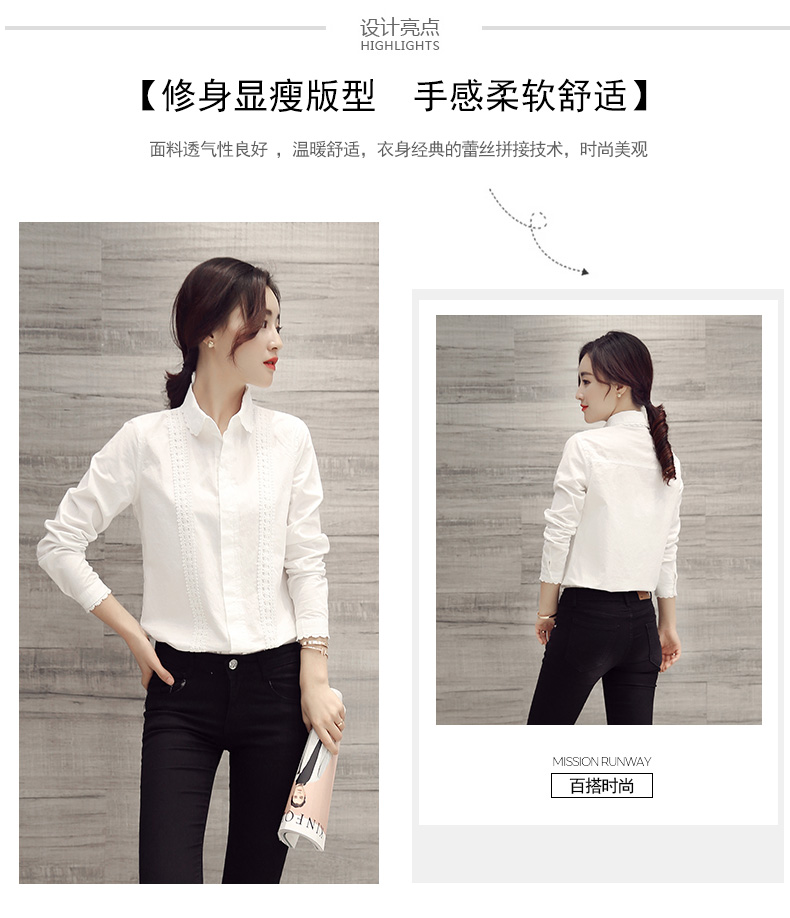 设计亮点
HIGHLIGHTS
【修身显瘦版型 手感柔软舒适】
面料透气性良好，温暖舒适，衣身经典的蕾丝拼接技术，时尚美观
MISSION RUNWAY
百搭时尚